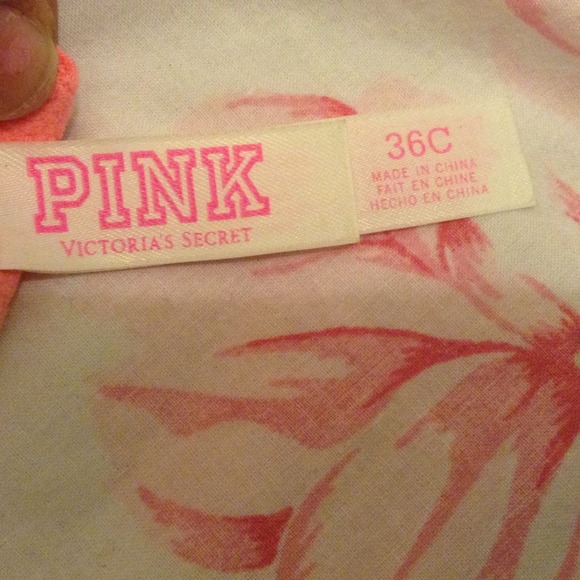 PINK
VICTORIA'S SECRET
36C
MADE IN CHINA
FAIT EN CHINE
HECHO EN CHINA